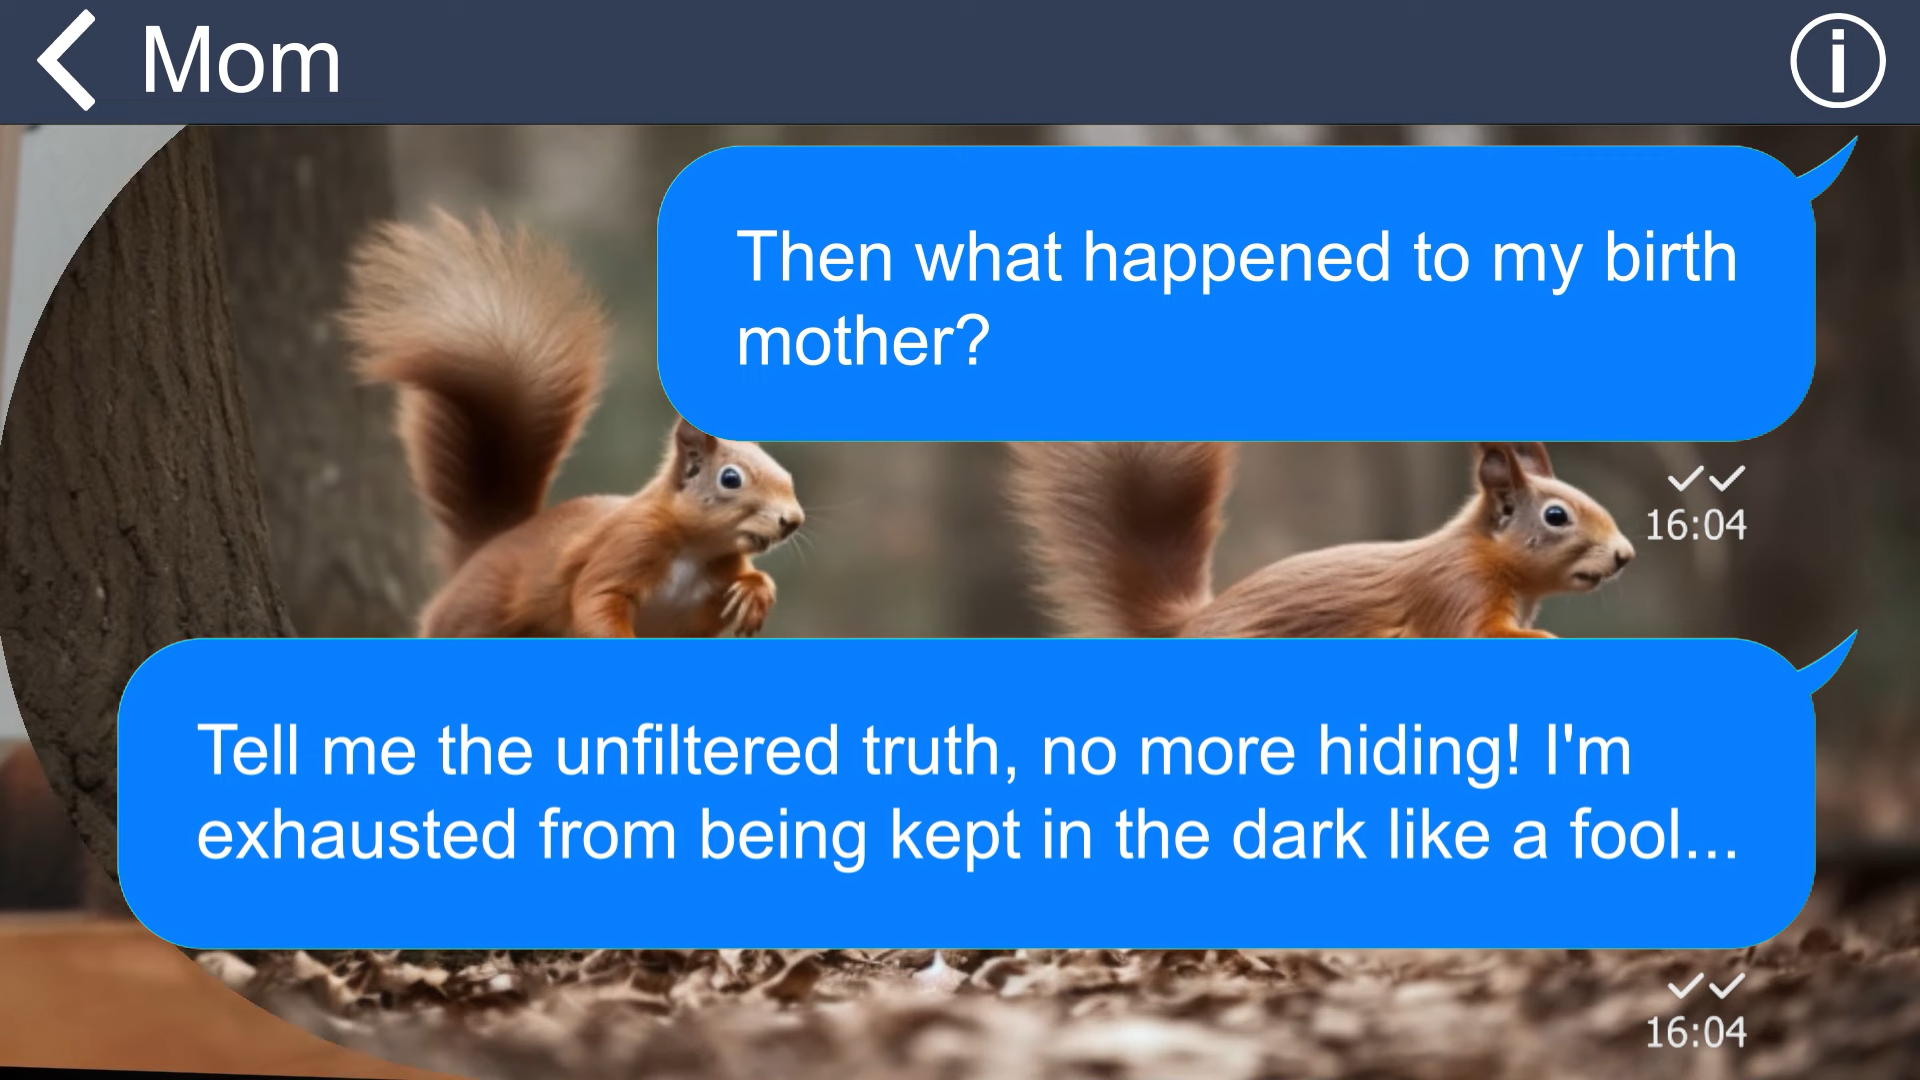 Mom
Then what happened to my birth
mother?
16:04
Tell me the unfiltered truth, no more hiding! I'm
exhausted from being kept in the dark like a fool...
16:04